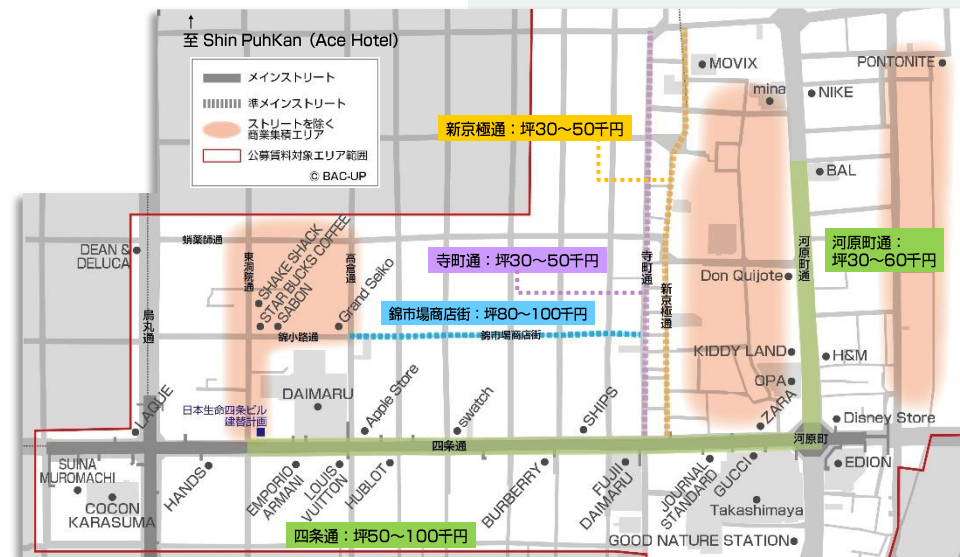 ↑
至 Shin PuhKan (Ace Hotel)
メインストリート
準メインストリート
ストリートを除く
商業集積エリア
公募賃料対象エリア範囲
© BAC-UP
MOVIX
PONTONITE
mina
NIKE
新京極通：坪30～50千円
BAL
DEAN &
DELUCA
蛸薬師通
東洞院通
高倉通
SHAKE SHACK
STAR BUCKS COFFEE
SABON
Grand Seiko
寺町通：坪30～50千円
寺町通
新京極通
河原町通
河原町通：
坪30～60千円
Don Quijote
烏丸通
錦市場商店街：坪80～100千円
錦小路通
錦市場商店街
KIDDY LAND
H&M
OPA
DAIMARU
LAQUE
日本生命四条ビル
建替計画
Apple Store
swatch
SHIPS
ZARA
Disney Store
四条通
河原町
SUINA
MUROMACHI
COCON
KARASUMA
HANDS
EMPORIO
ARMANI
LOUIS
VUITTON
HUBLOT
BURBERRY
FUJII
DAIMARU
JOURNAL
STANDARD
GUCCI
EDION
Takashimaya
四条通：坪50～100千円
GOOD NATURE STATION